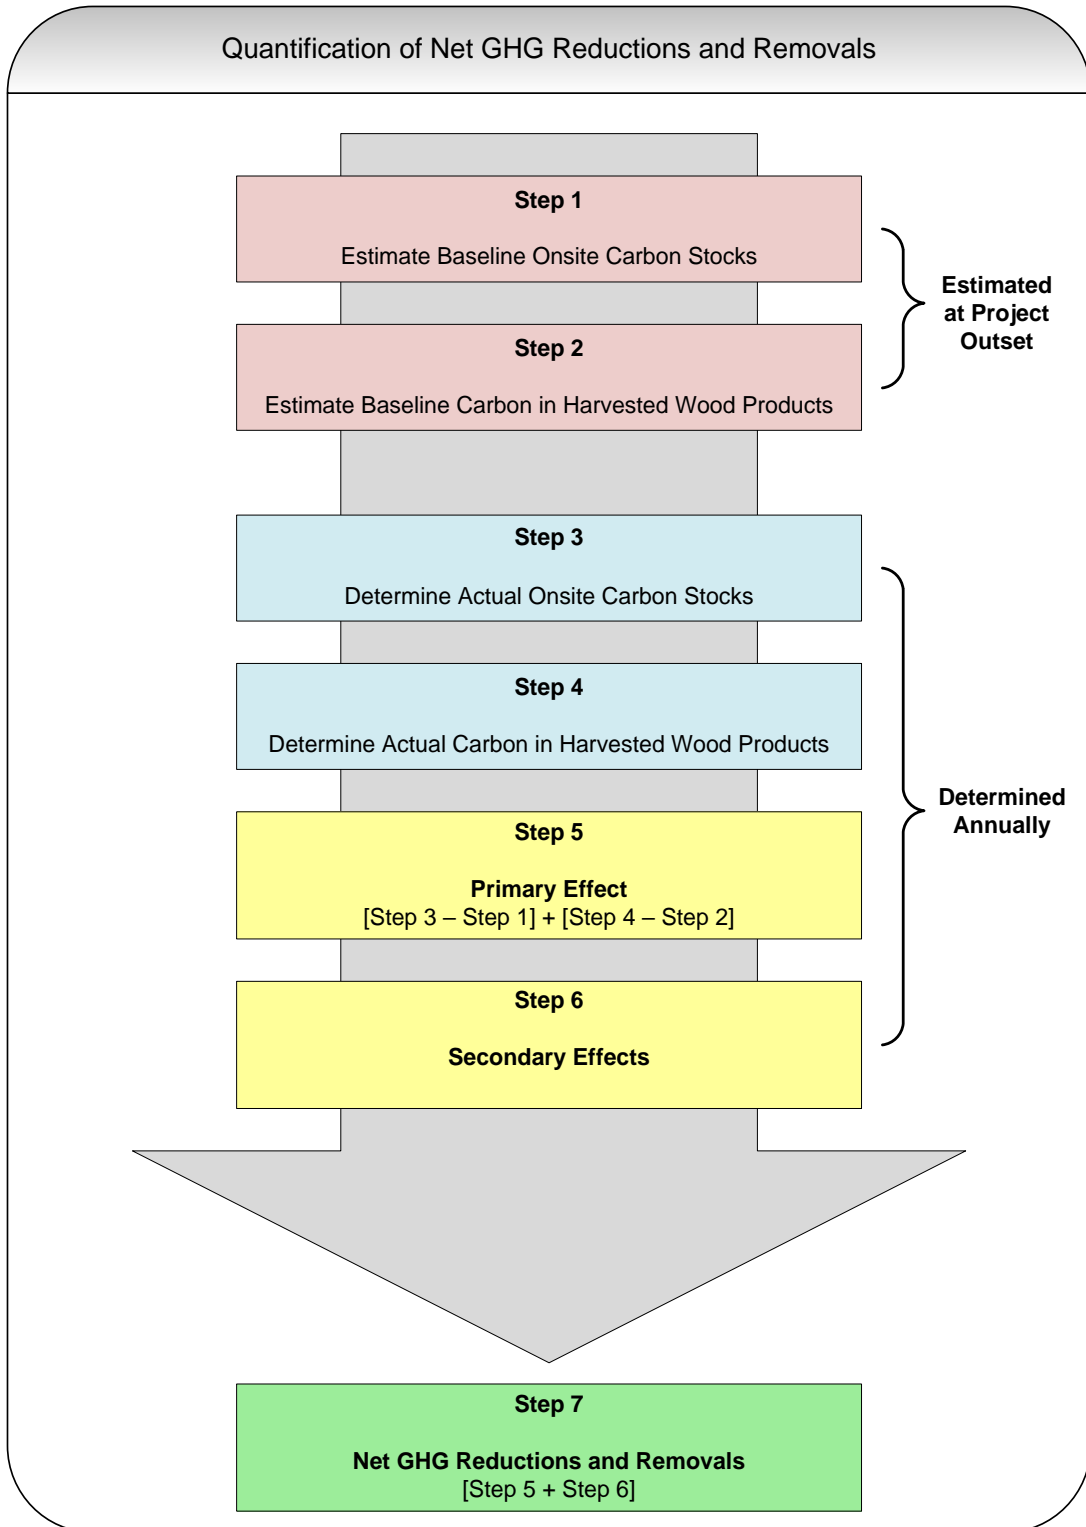 Quantification of Net GHG Reductions and Removals
Step 1
Estimate Baseline Onsite Carbon Stocks
Step 2
Estimate Baseline Carbon in Harvested Wood Products
Estimated
at Project
Outset
Step 3
Determine Actual Onsite Carbon Stocks
Step 4
Determine Actual Carbon in Harvested Wood Products
Step 5
Primary Effect
[Step 3 – Step 1] + [Step 4 – Step 2]
Step 6
Secondary Effects
Determined
Annually
Step 7
Net GHG Reductions and Removals
[Step 5 + Step 6]